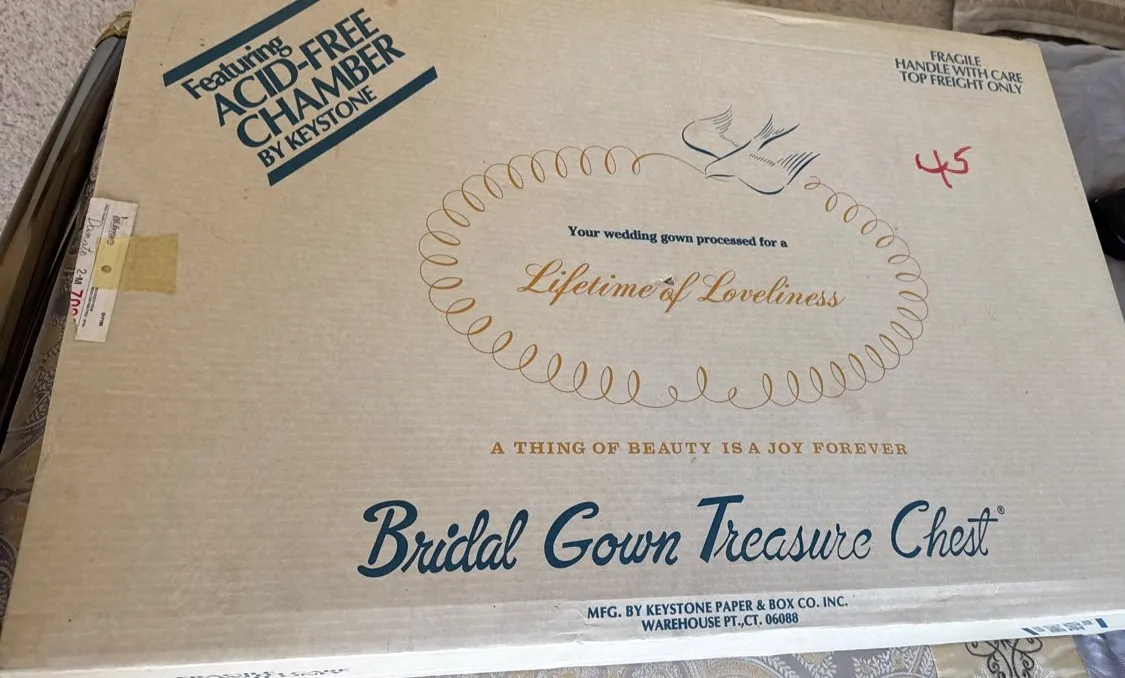 Featuring
ACID-FREE
CHAMBER
BY KEYSTONE
FRAGILE
HANDLE WITH CARE
TOP FREIGHT ONLY
45
Your wedding gown processed for a
Lifetime of Loveliness
A THING OF BEAUTY IS A JOY FOREVER
Bridal Gown Treasure Chest®
MFG. BY KEYSTONE PAPER & BOX CO. INC.
WAREHOUSE PT.,CT. 06088
2-M